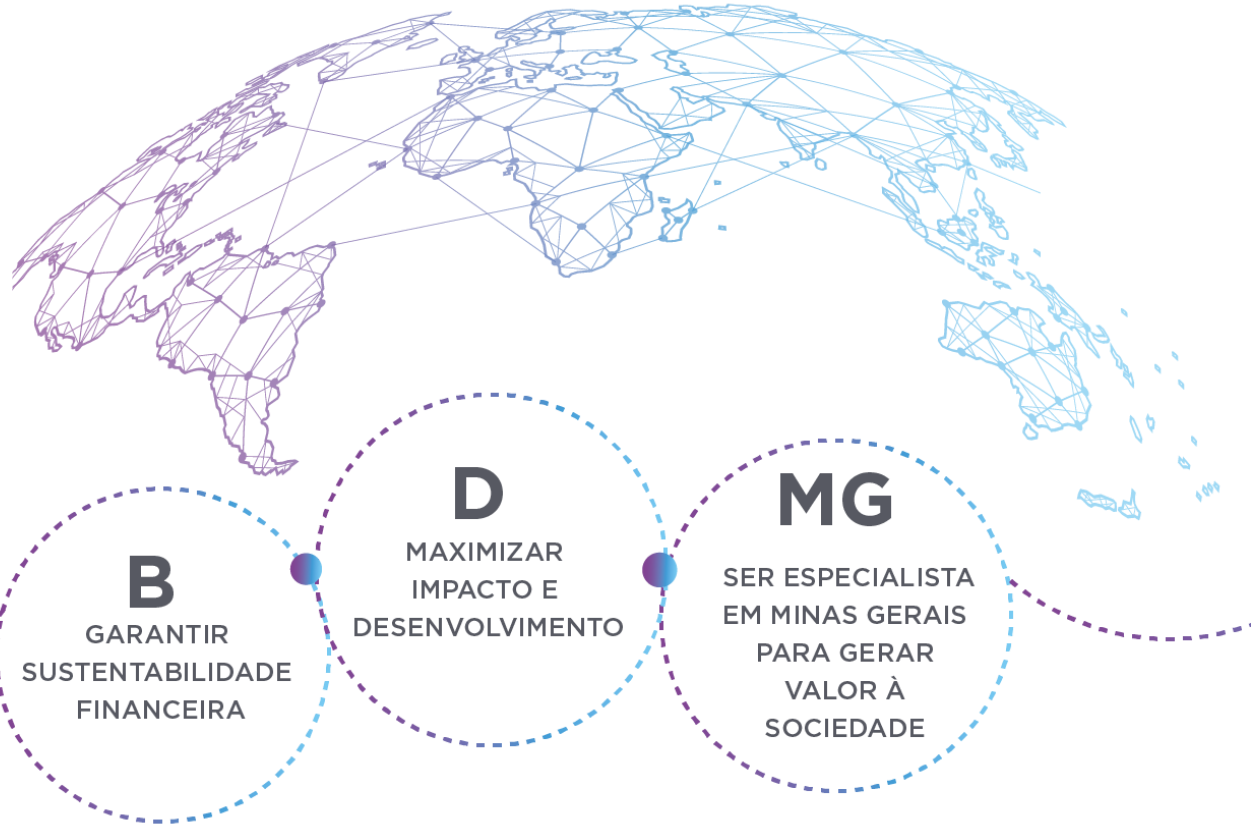 B
GARANTIR
SUSTENTABILIDADE
FINANCEIRA
D
MAXIMIZAR
IMPACTO E
DESENVOLVIMENTO
MG
SER ESPECIALISTA
EM MINAS GERAIS
PARA GERAR
VALOR À
SOCIEDADE